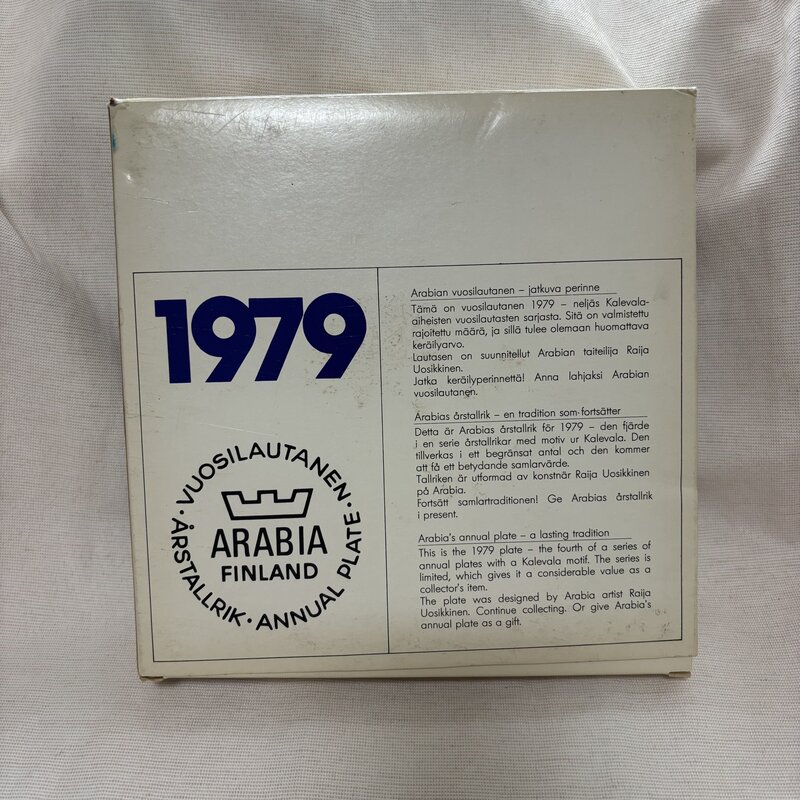 1979
VUOSILAUTANEN · ANNUAL PLATE · ÅRSTALLRIK ·
ARABIA
FINLAND
Arabian vuosilautanen – jatkuva perinne
Tämä on vuosilautanen 1979 – neljäs Kalevala-
aiheisten vuosilautasten sarjasta. Sitä on valmistettu
rajoitettu määrä, ja sillä tulee olemaan huomattava
keräilyarvo.
Lautasen on suunnitellut Arabian taiteilija Raija
Uosikkinen.
Jatka keräilyperinnettä! Anna lahjaksi Arabian
vuosilautanen.
Arabias årstallrik – en tradition som fortsätter
Detta är Arabias årstallrik för 1979 – den fjärde
i en serie årstallrikar med motiv ur Kalevala. Den
tillverkas i ett begränsat antal och den kommer
att få ett betydande samlarvärde.
Tallriken är utformad av konstnär Raija Uosikkinen
på Arabia.
Fortsätt samlartraditionen! Ge Arabias årstallrik
i present.
Arabia's annual plate – a lasting tradition
This is the 1979 plate – the fourth of a series of
annual plates with a Kalevala motif. The series is
limited, which gives it a considerable value as a
collector's item.
The plate was designed by Arabia artist Raija
Uosikkinen. Continue collecting. Or give Arabia's
annual plate as a gift.